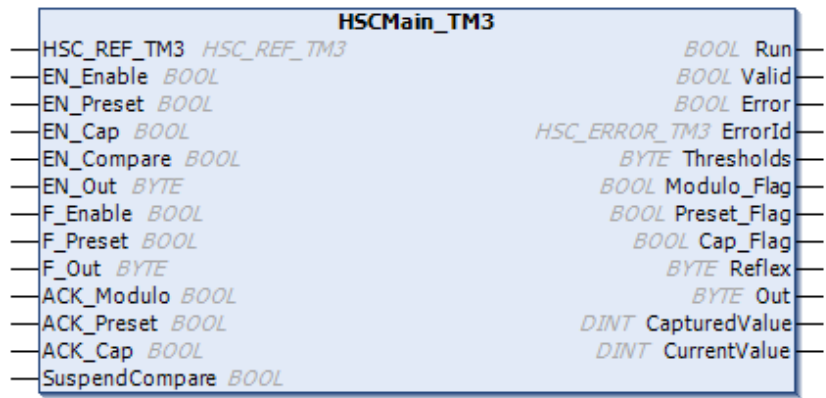 HSCMain_TM3
HSC_REF_TM3 HSC_REF_TM3 BOOL Run
EN_Enable BOOL BOOL Valid
EN_Preset BOOL BOOL Error
EN_Cap BOOL HSC_ERROR_TM3 ErrorId
EN_Compare BOOL BYTE Thresholds
EN_Out BYTE BOOL Modulo_Flag
F_Enable BOOL BOOL Preset_Flag
F_Preset BOOL BOOL Cap_Flag
F_Out BYTE BYTE Reflex
ACK_Modulo BOOL BYTE Out
ACK_Preset BOOL DINT CapturedValue
ACK_Cap BOOL DINT CurrentValue
SuspendCompare BOOL